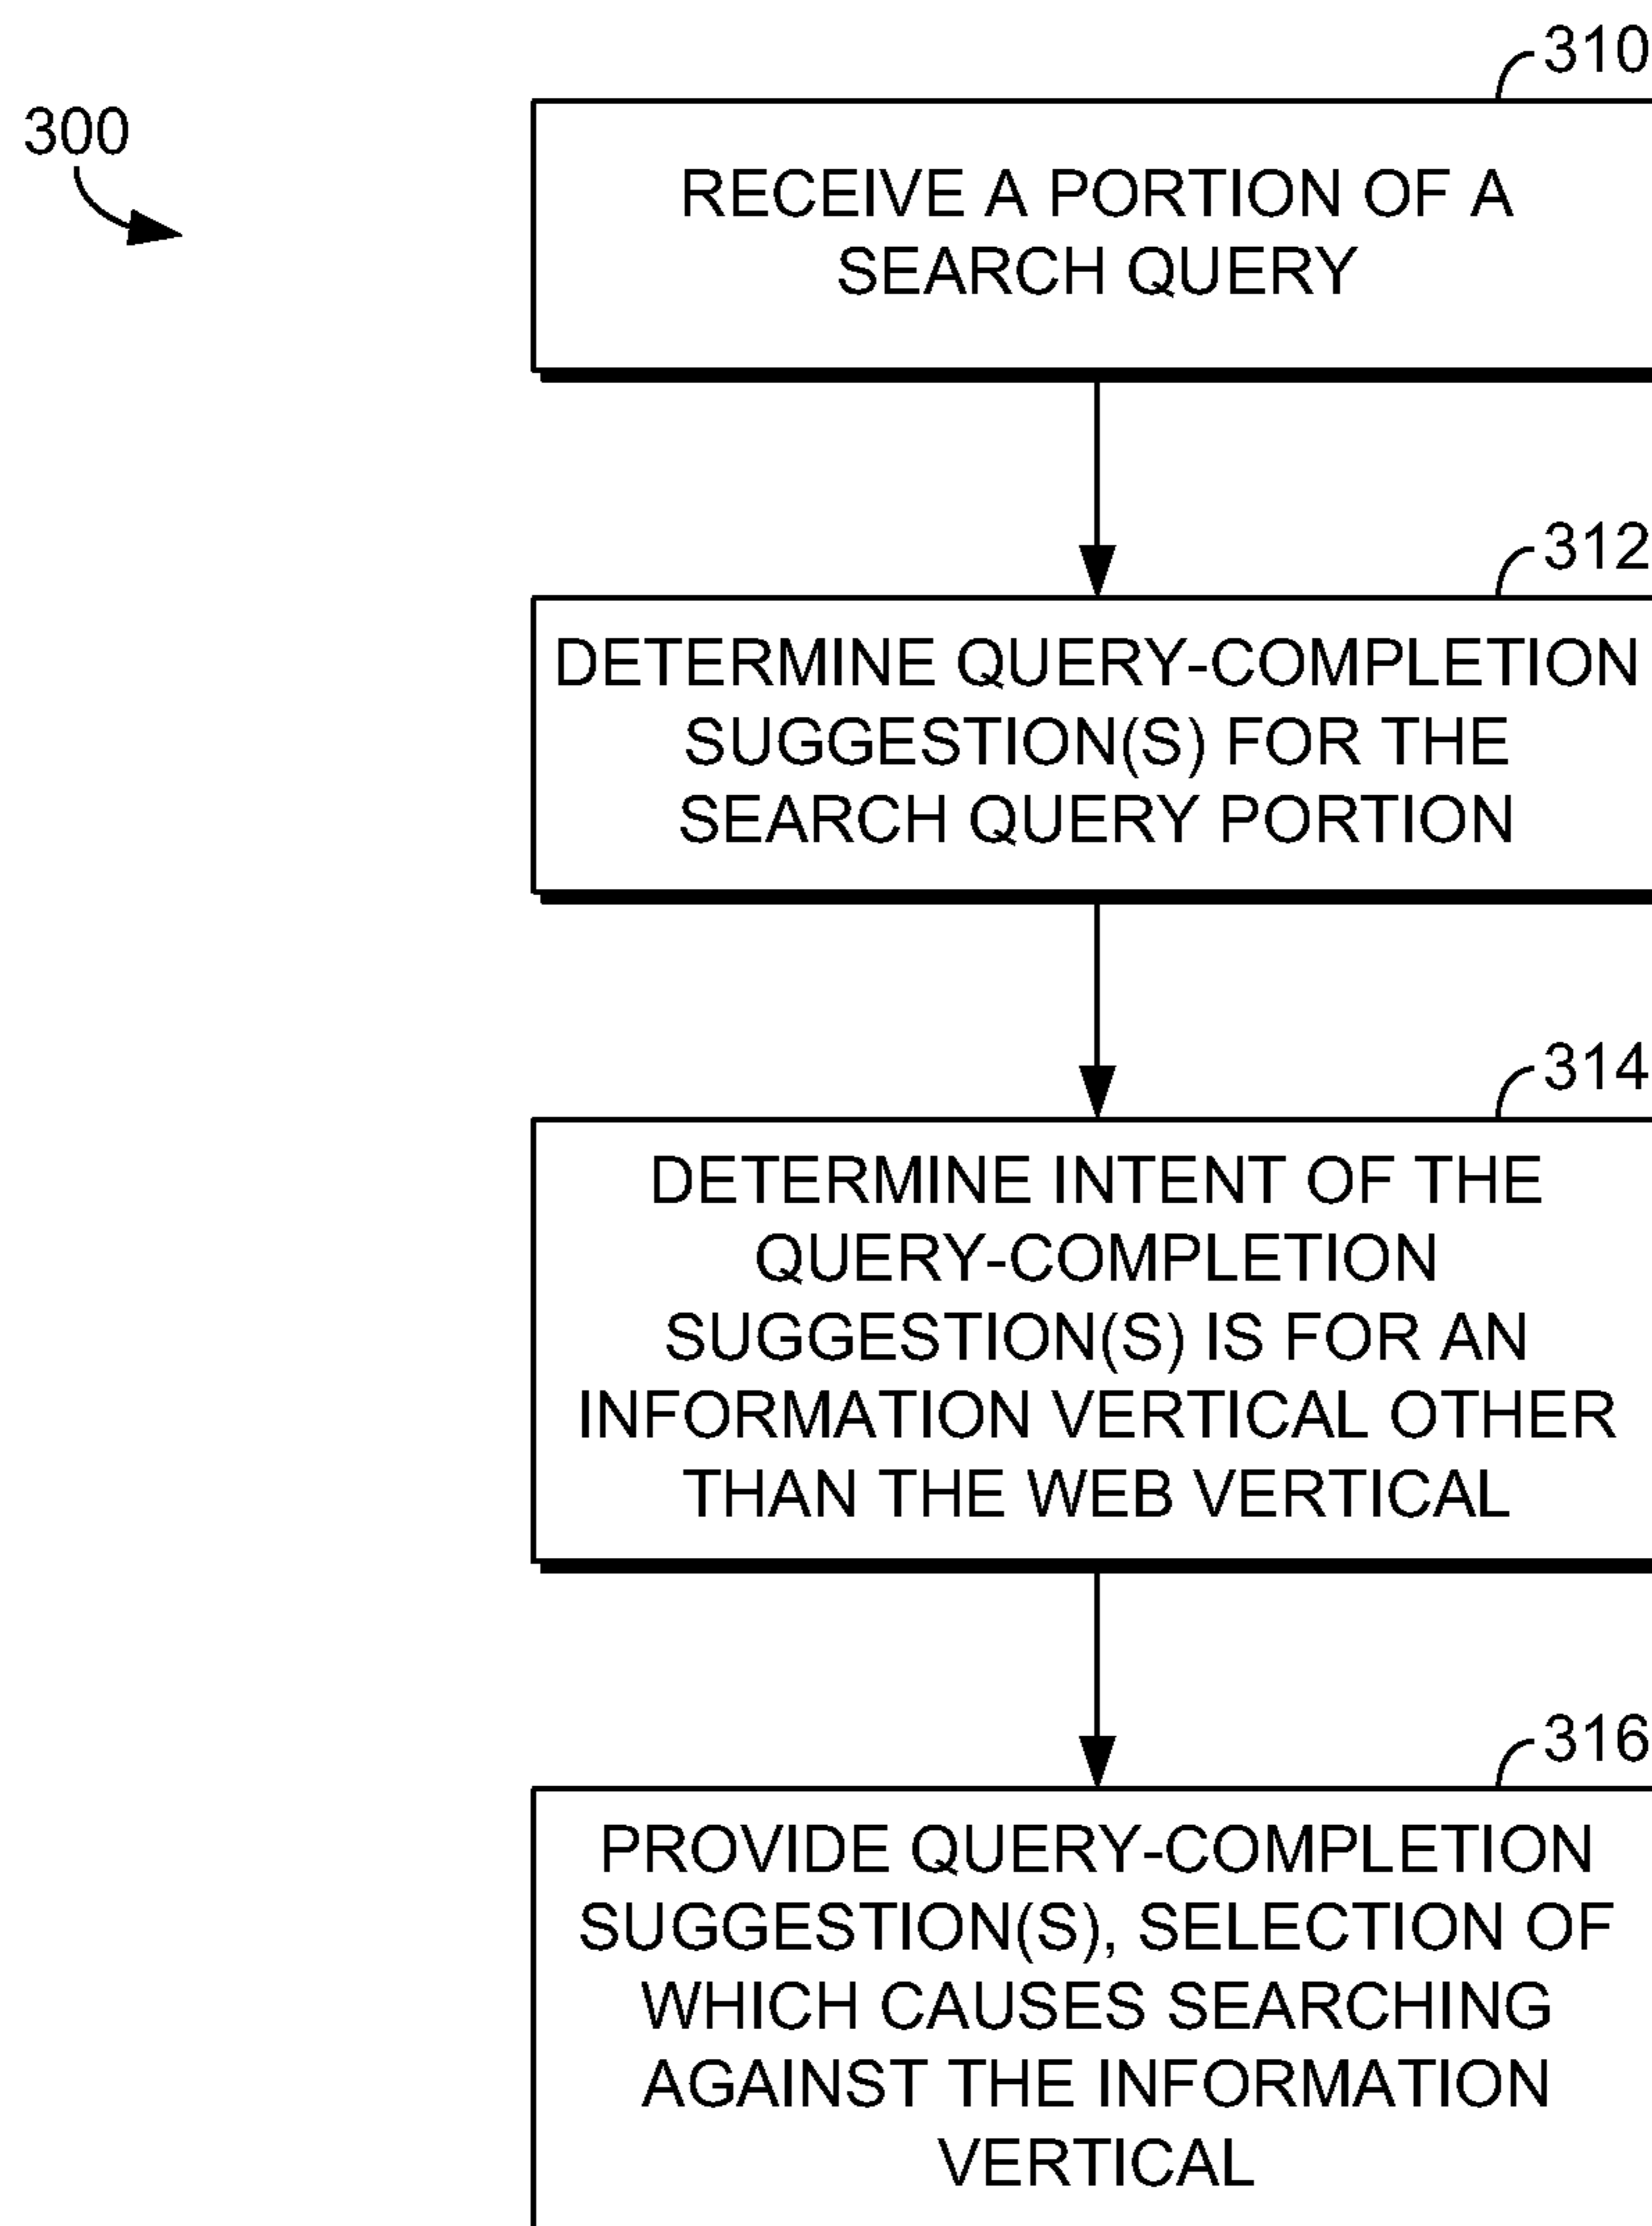 300
310
RECEIVE A PORTION OF A
SEARCH QUERY
312
DETERMINE QUERY-COMPLETION
SUGGESTION(S) FOR THE
SEARCH QUERY PORTION
314
DETERMINE INTENT OF THE
QUERY-COMPLETION
SUGGESTION(S) IS FOR AN
INFORMATION VERTICAL OTHER
THAN THE WEB VERTICAL
316
PROVIDE QUERY-COMPLETION
SUGGESTION(S), SELECTION OF
WHICH CAUSES SEARCHING
AGAINST THE INFORMATION
VERTICAL